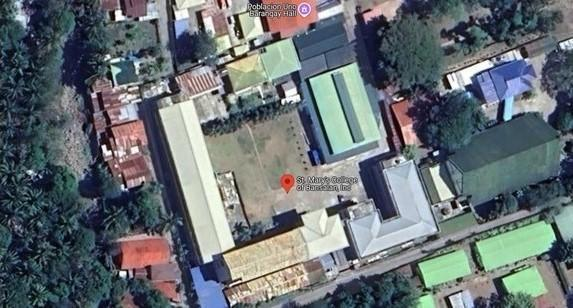 Poblacion Uno
Barangay Hall
St. Mary's College
of Bansalan, Inc